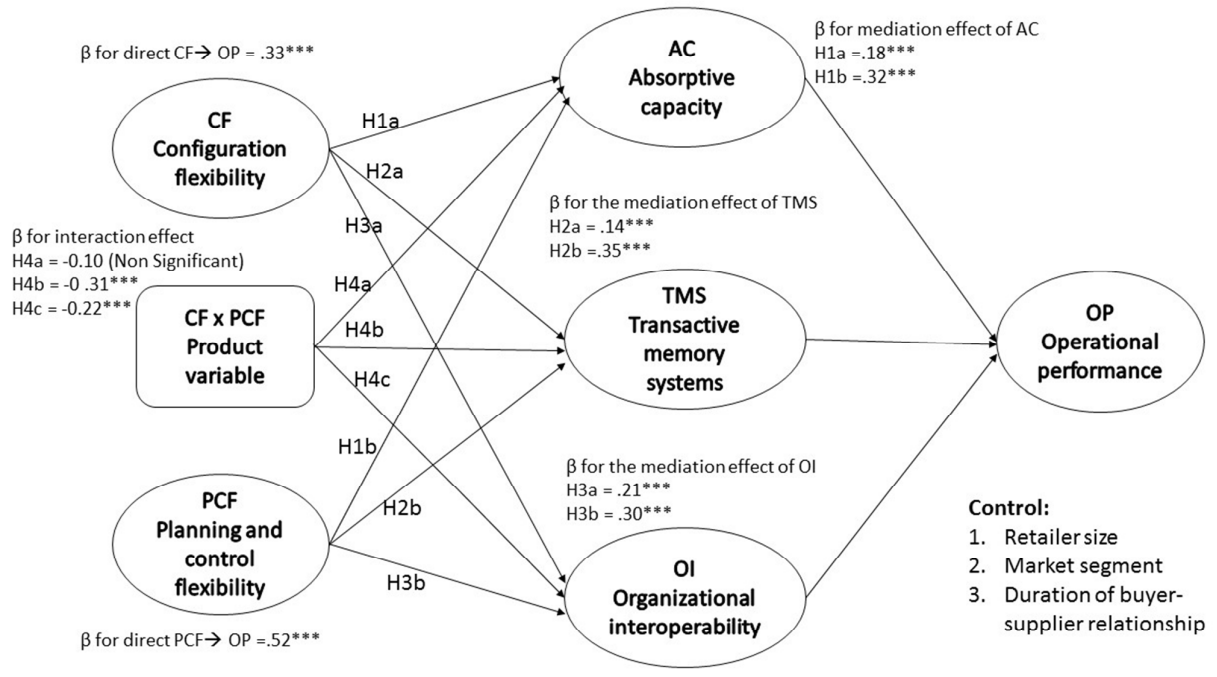 β for direct CF→ OP = .33***
CF
Configuration
flexibility
β for interaction effect
H4a = -0.10 (Non Significant)
H4b = -0 .31***
H4c = -0.22***
CF x PCF
Product
variable
PCF
Planning and
control
flexibility
β for direct PCF→ OP =.52***
H1a
H2a
H3a
H4a
H4b
H4c
H1b
H2b
H3b
AC
Absorptive
capacity
β for mediation effect of AC
H1a =.18***
H1b =.32***
β for the mediation effect of TMS
H2a = .14***
H2b =.35***
TMS
Transactive
memory
systems
β for the mediation effect of OI
H3a = .21***
H3b = .30***
OI
Organizational
interoperability
OP
Operational
performance
Control:
1. Retailer size
2. Market segment
3. Duration of buyer-
supplier relationship